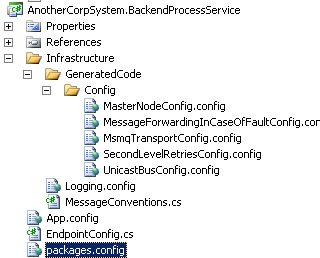 AnotherCorpSystem.BackendProcessService
Properties
References
Infrastructure
GeneratedCode
Config
MasterNodeConfig.config
MessageForwardingInCaseOfFaultConfig.con
MsmqTransportConfig.config
SecondLevelRetriesConfig.config
UnicastBusConfig.config
Logging.config
MessageConventions.cs
App.config
EndpointConfig.cs
packages.config